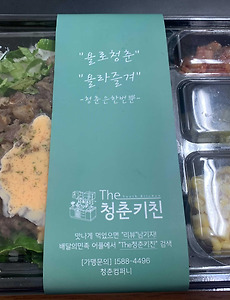 "욜로청춘"
"욜라즐겨"
-청춘은 한번뿐-
The
청춘키친
맛나게 먹었으면 "리뷰"남기자!
배달의민족 어플에서 "The청춘키친" 검색
[가맹문의] 1588-4496
청춘컴퍼니